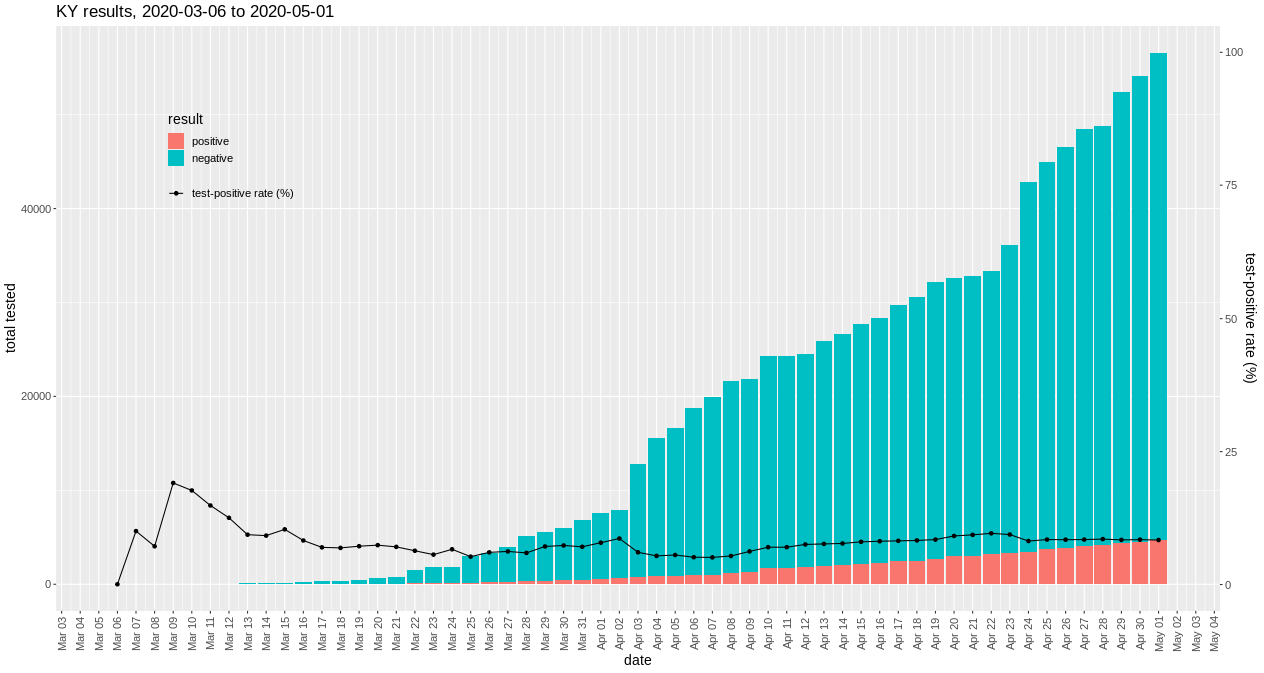 KY results, 2020-03-06 to 2020-05-01
result
positive
negative
test-positive rate (%)
total tested
40000
20000
0
100
75
50
25
0
test-positive rate (%)
Mar 03
Mar 04
Mar 05
Mar 06
Mar 07
Mar 08
Mar 09
Mar 10
Mar 11
Mar 12
Mar 13
Mar 14
Mar 15
Mar 16
Mar 17
Mar 18
Mar 19
Mar 20
Mar 21
Mar 22
Mar 23
Mar 24
Mar 25
Mar 26
Mar 27
Mar 28
Mar 29
Mar 30
Mar 31
Apr 01
Apr 02
Apr 03
Apr 04
Apr 05
Apr 06
Apr 07
Apr 08
Apr 09
Apr 10
Apr 11
Apr 12
Apr 13
Apr 14
Apr 15
Apr 16
Apr 17
Apr 18
Apr 19
Apr 20
Apr 21
Apr 22
Apr 23
Apr 24
Apr 25
Apr 26
Apr 27
Apr 28
Apr 29
Apr 30
May 01
May 02
May 03
May 04
date